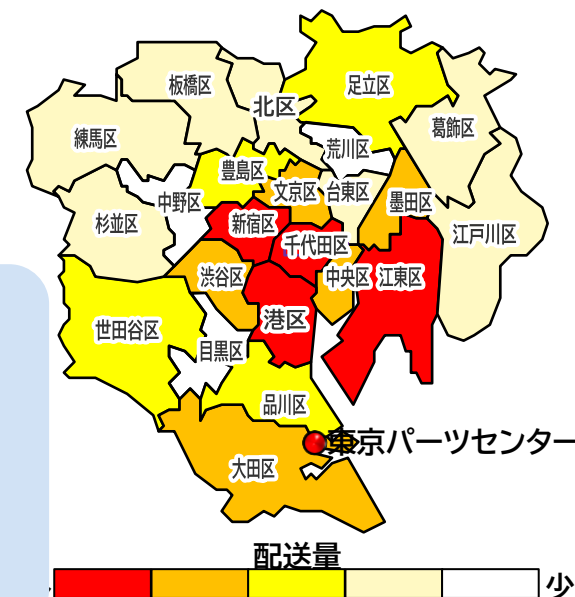 足立区
板橋区
北区
葛飾区
練馬区
荒川区
豊島区
文京区
台東区
中野区
墨田区
杉並区
新宿区
千代田区
江戸川区
渋谷区
中央区
江東区
港区
世田谷区
目黒区
品川区
東京パーツセンター
大田区
配送量
少